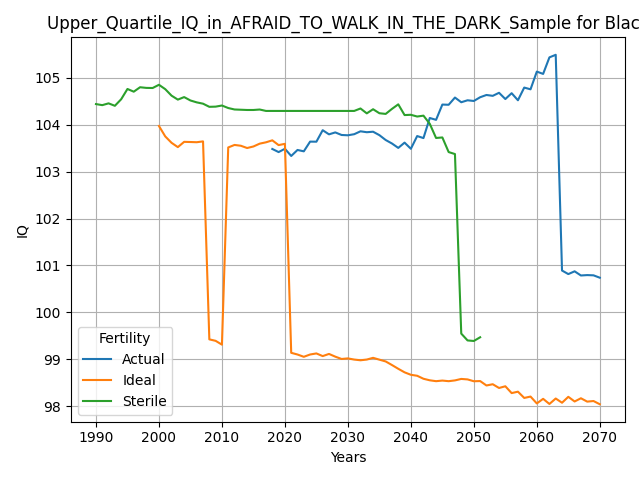 Upper_Quartile_IQ_in_AFRAID_TO_WALK_IN_THE_DARK_Sample for Blac
105
104
103
102
101
100
99
98
IQ
Fertility
Actual
Ideal
Sterile
1990 2000 2010 2020 2030 2040 2050 2060 2070
Years